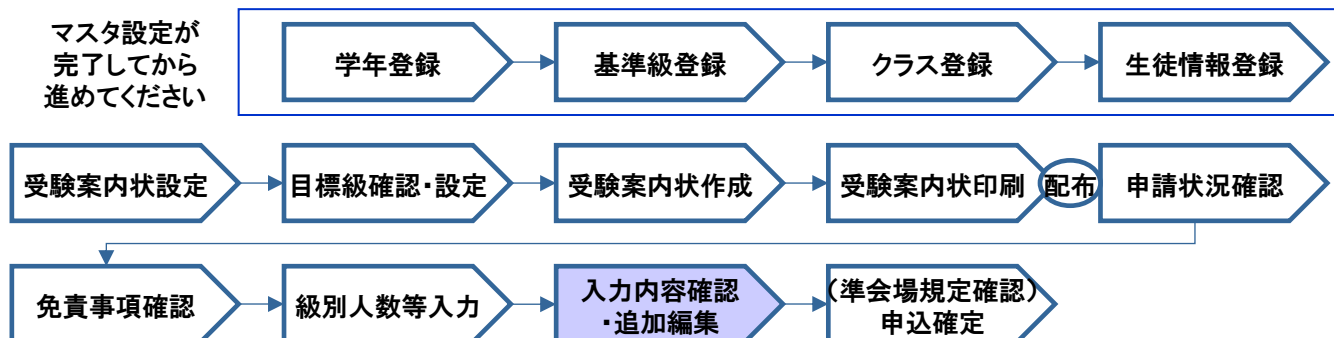 マスタ設定が
完了してから
進めてください
学年登録
基準級登録
クラス登録
生徒情報登録
受験案内状設定
目標級確認・設定
受験案内状作成
受験案内状印刷
配布
申請状況確認
免責事項確認
級別人数等入力
入力内容確認
・追加編集
（準会場規定確認）
申込確定